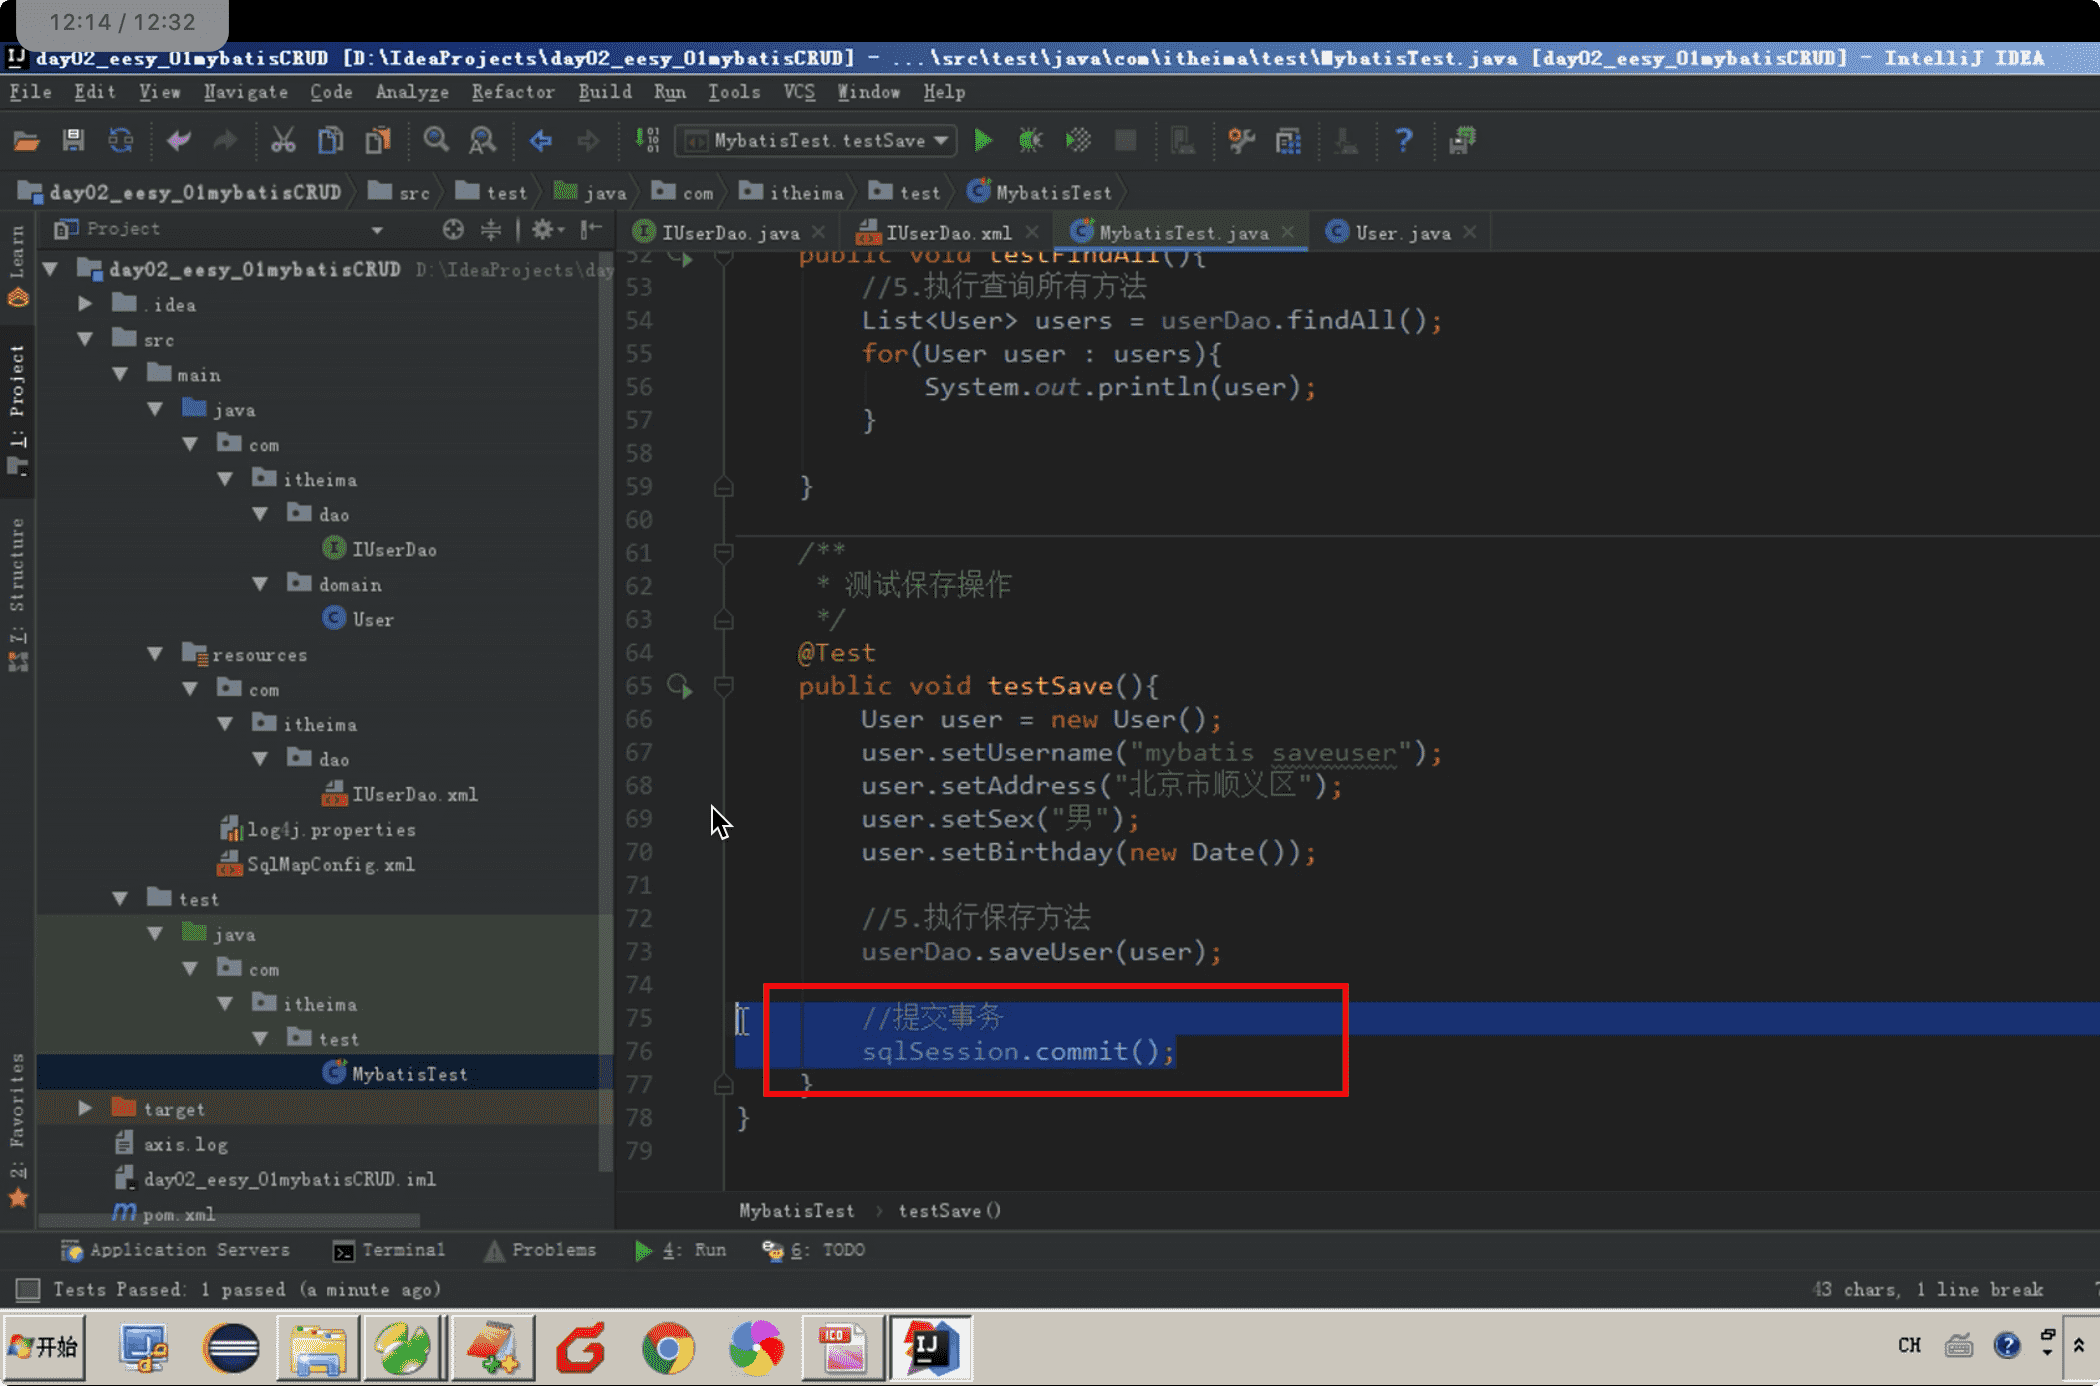 12:14 / 12:32
day02_eesy_01mybatisCRUD [D:\IdeaProjects\day02_eesy_01mybatisCRUD] - ...\src\test\java\com\itheima\test\MybatisTest.java [day02_eesy_01mybatisCRUD] - IntelliJ IDEA
File Edit View Navigate Code Analyze Refactor Build Run Tools VCS Window Help
MybatisTest.testSave
day02_eesy_01mybatisCRUD src test java com itheima test MybatisTest
Project
IUserDao.java IUserDao.xml MybatisTest.java User.java
Learn
1: Project
7: Structure
2: Favorites
day02_eesy_01mybatisCRUD D:\IdeaProjects\day
.idea
src
main
java
com
itheima
dao
IUserDao
domain
User
resources
com
itheima
dao
IUserDao.xml
log4j.properties
SqlMapConfig.xml
test
java
com
itheima
test
MybatisTest
target
axis.log
day02_eesy_01mybatisCRUD.iml
pom.xml
52 public void testFindAll(){
53 //5.执行查询所有方法
54 List<User> users = userDao.findAll();
55 for(User user : users){
56 System.out.println(user);
57 }
58
59 }
60
61 /**
62 * 测试保存操作
63 */
64 @Test
65 public void testSave(){
66 User user = new User();
67 user.setUsername("mybatis saveuser");
68 user.setAddress("北京市顺义区");
69 user.setSex("男");
70 user.setBirthday(new Date());
71
72 //5.执行保存方法
73 userDao.saveUser(user);
74
75 //提交事务
76 sqlSession.commit();
77 }
78 }
79
MybatisTest › testSave()
Application Servers Terminal Problems 4: Run 6: TODO
Tests Passed: 1 passed (a minute ago) 43 chars, 1 line break
开始 CH